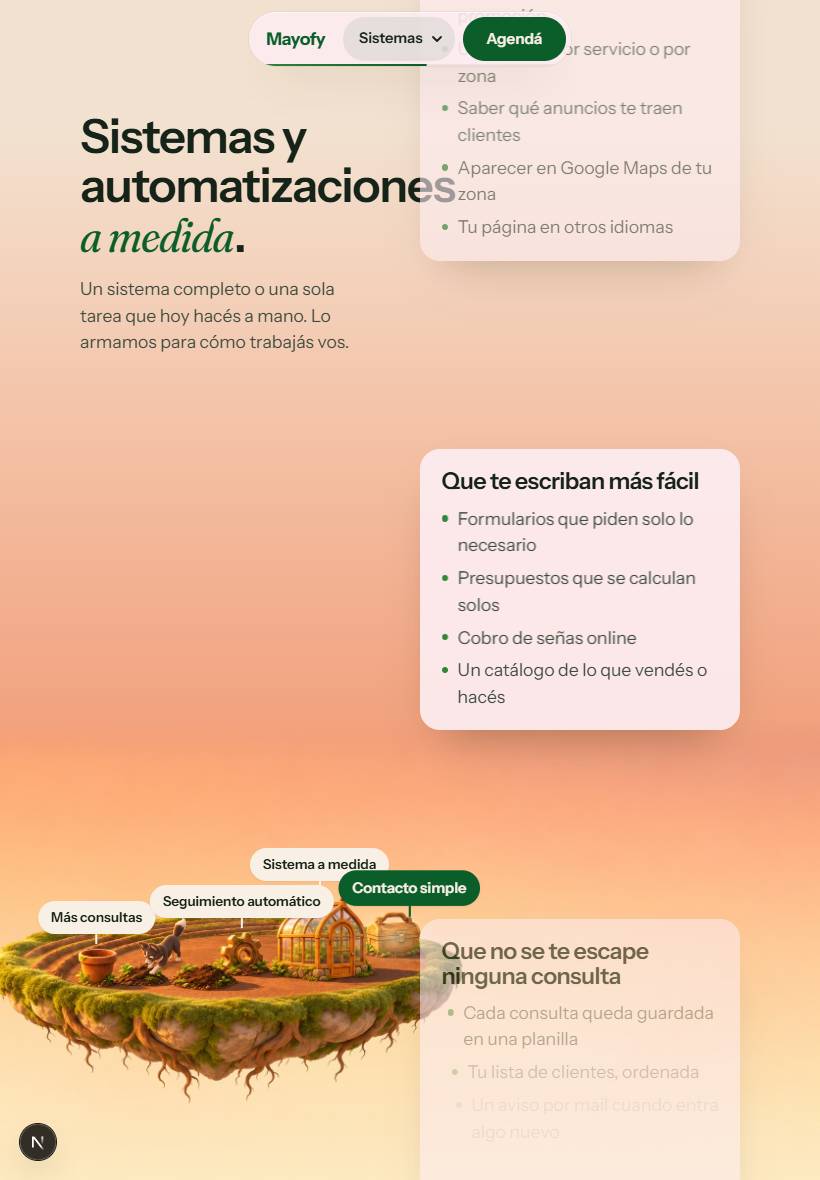 Mayofy
Sistemas
Agendá
promoción
or servicio o por
zona
Saber qué anuncios te traen
clientes
Aparecer en Google Maps de tu
zona
Tu página en otros idiomas
Sistemas y
automatizaciones
a medida.
Un sistema completo o una sola
tarea que hoy hacés a mano. Lo
armamos para cómo trabajás vos.
Que te escriban más fácil
Formularios que piden solo lo
necesario
Presupuestos que se calculan
solos
Cobro de señas online
Un catálogo de lo que vendés o
hacés
Sistema a medida
Contacto simple
Seguimiento automático
Más consultas
Que no se te escape
ninguna consulta
Cada consulta queda guardada
en una planilla
Tu lista de clientes, ordenada
Un aviso por mail cuando entra
algo nuevo
N